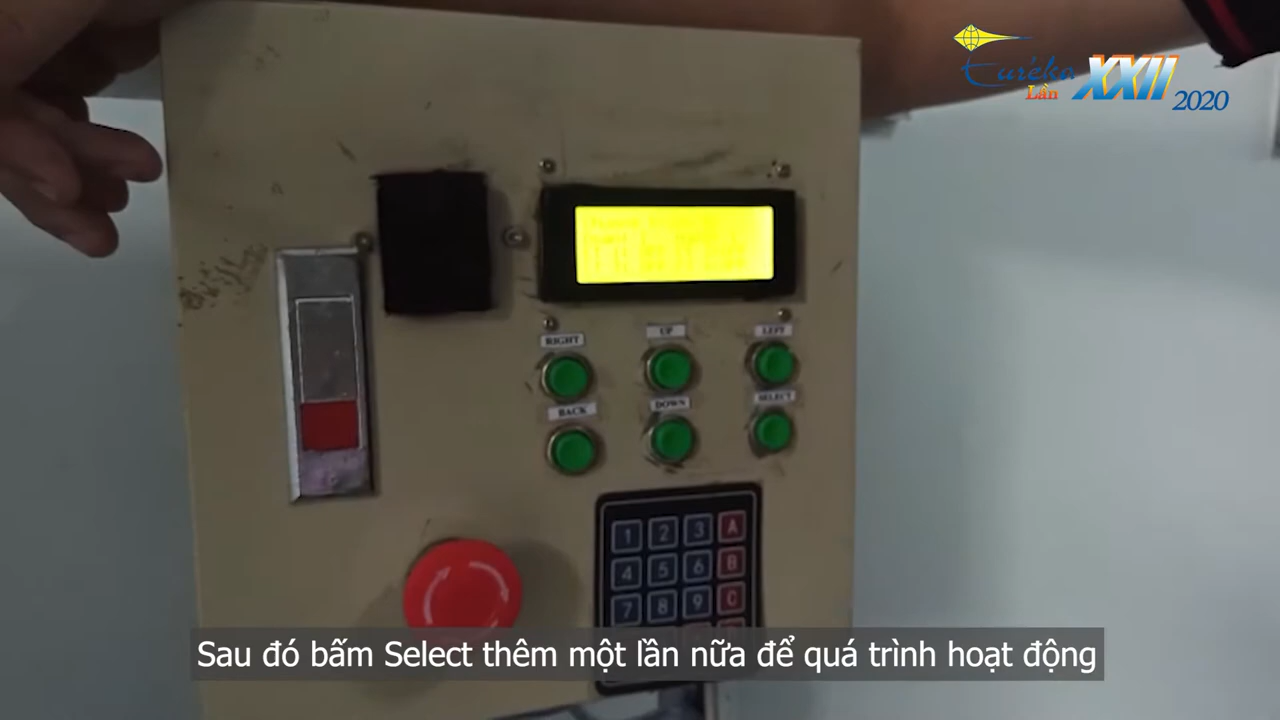 Euréka
Lần XXII 2020
RIGHT UP LEFT
BACK DOWN SELECT
1 2 3 A
4 5 6 B
7 8 9 C
Sau đó bấm Select thêm một lần nữa để quá trình hoạt động